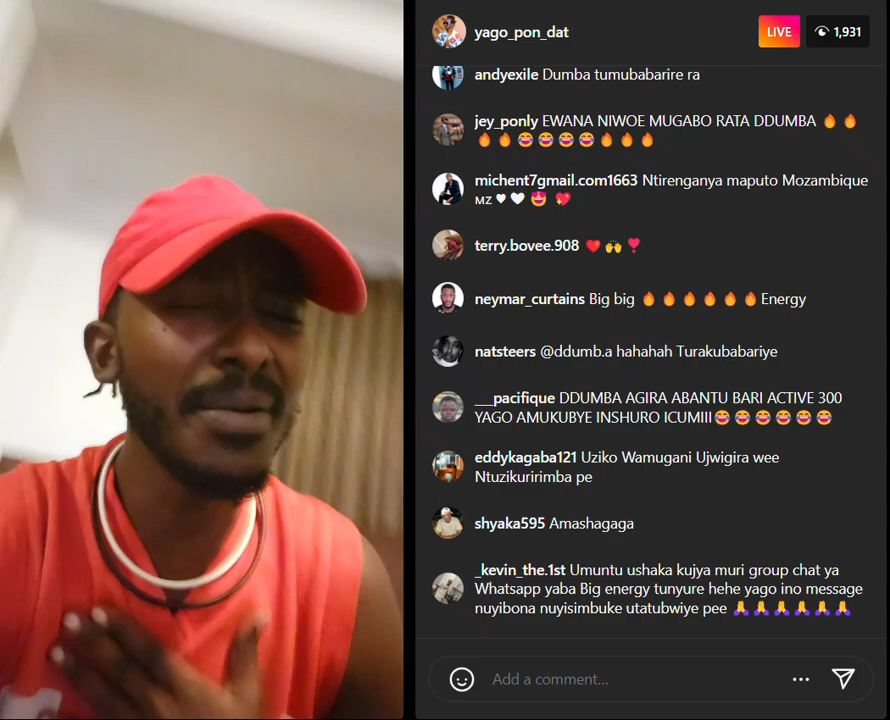 yago_pon_dat
LIVE
1,931
andyexile Dumba tumubabarire ra
jey_ponly EWANA NIWOE MUGABO RATA DDUMBA 🔥 🔥
🔥 🔥 😂 😂 😂 😂 🔥 🔥 🔥
michent7gmail.com1663 Ntirenganya maputo Mozambique
🇲🇿 ♥ 🤍 😍 💖
terry.bovee.908 ❤️ 🙌 ❣️
neymar_curtains Big big 🔥 🔥 🔥 🔥 🔥 🔥 Energy
natsteers @ddumb.a hahahah Turakubabariye
___pacifique DDUMBA AGIRA ABANTU BARI ACTIVE 300
YAGO AMUKUBYE INSHURO ICUMIII 😂 😂 😂 😂 😂 😂
eddykagaba121 Uziko Wamugani Ujwigira wee
Ntuzikuririmba pe
shyaka595 Amashagaga
_kevin_the.1st Umuntu ushaka kujya muri group chat ya
Whatsapp yaba Big energy tunyure hehe yago ino message
nuyibona nuyisimbuke utatubwiye pee 🙏 🙏 🙏 🙏 🙏 🙏
Add a comment...